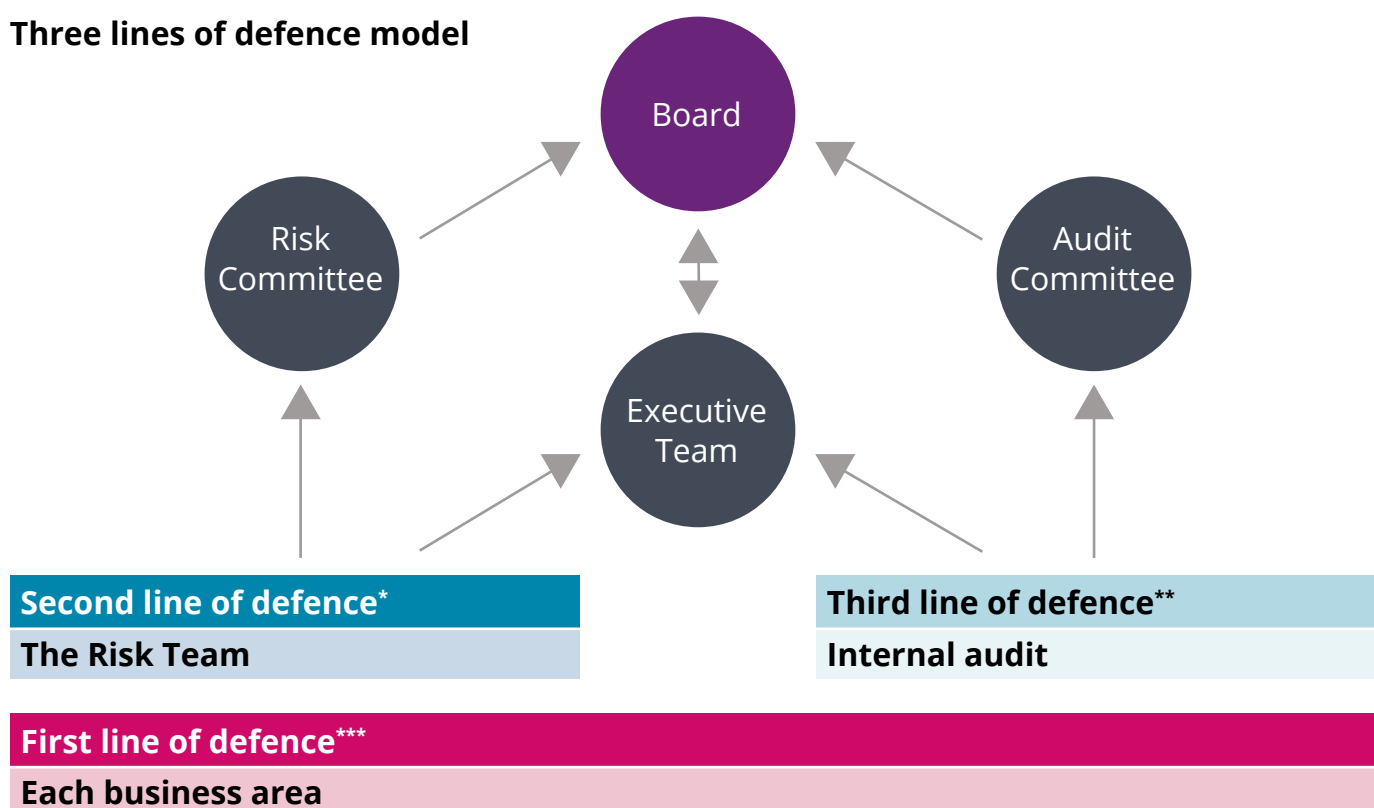 Three lines of defence model
Board
Risk
Committee
Audit
Committee
Executive
Team
Second line of defence*
The Risk Team
Third line of defence**
Internal audit
First line of defence***
Each business area